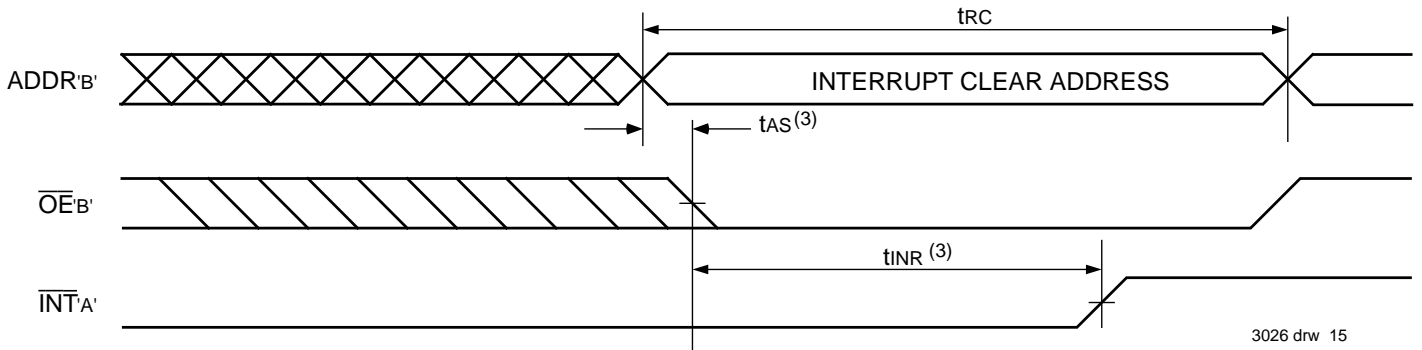 tRC
ADDR'B'
INTERRUPT CLEAR ADDRESS
tAS(3)
OE'B'
tINR (3)
INT'A'
3026 drw 15